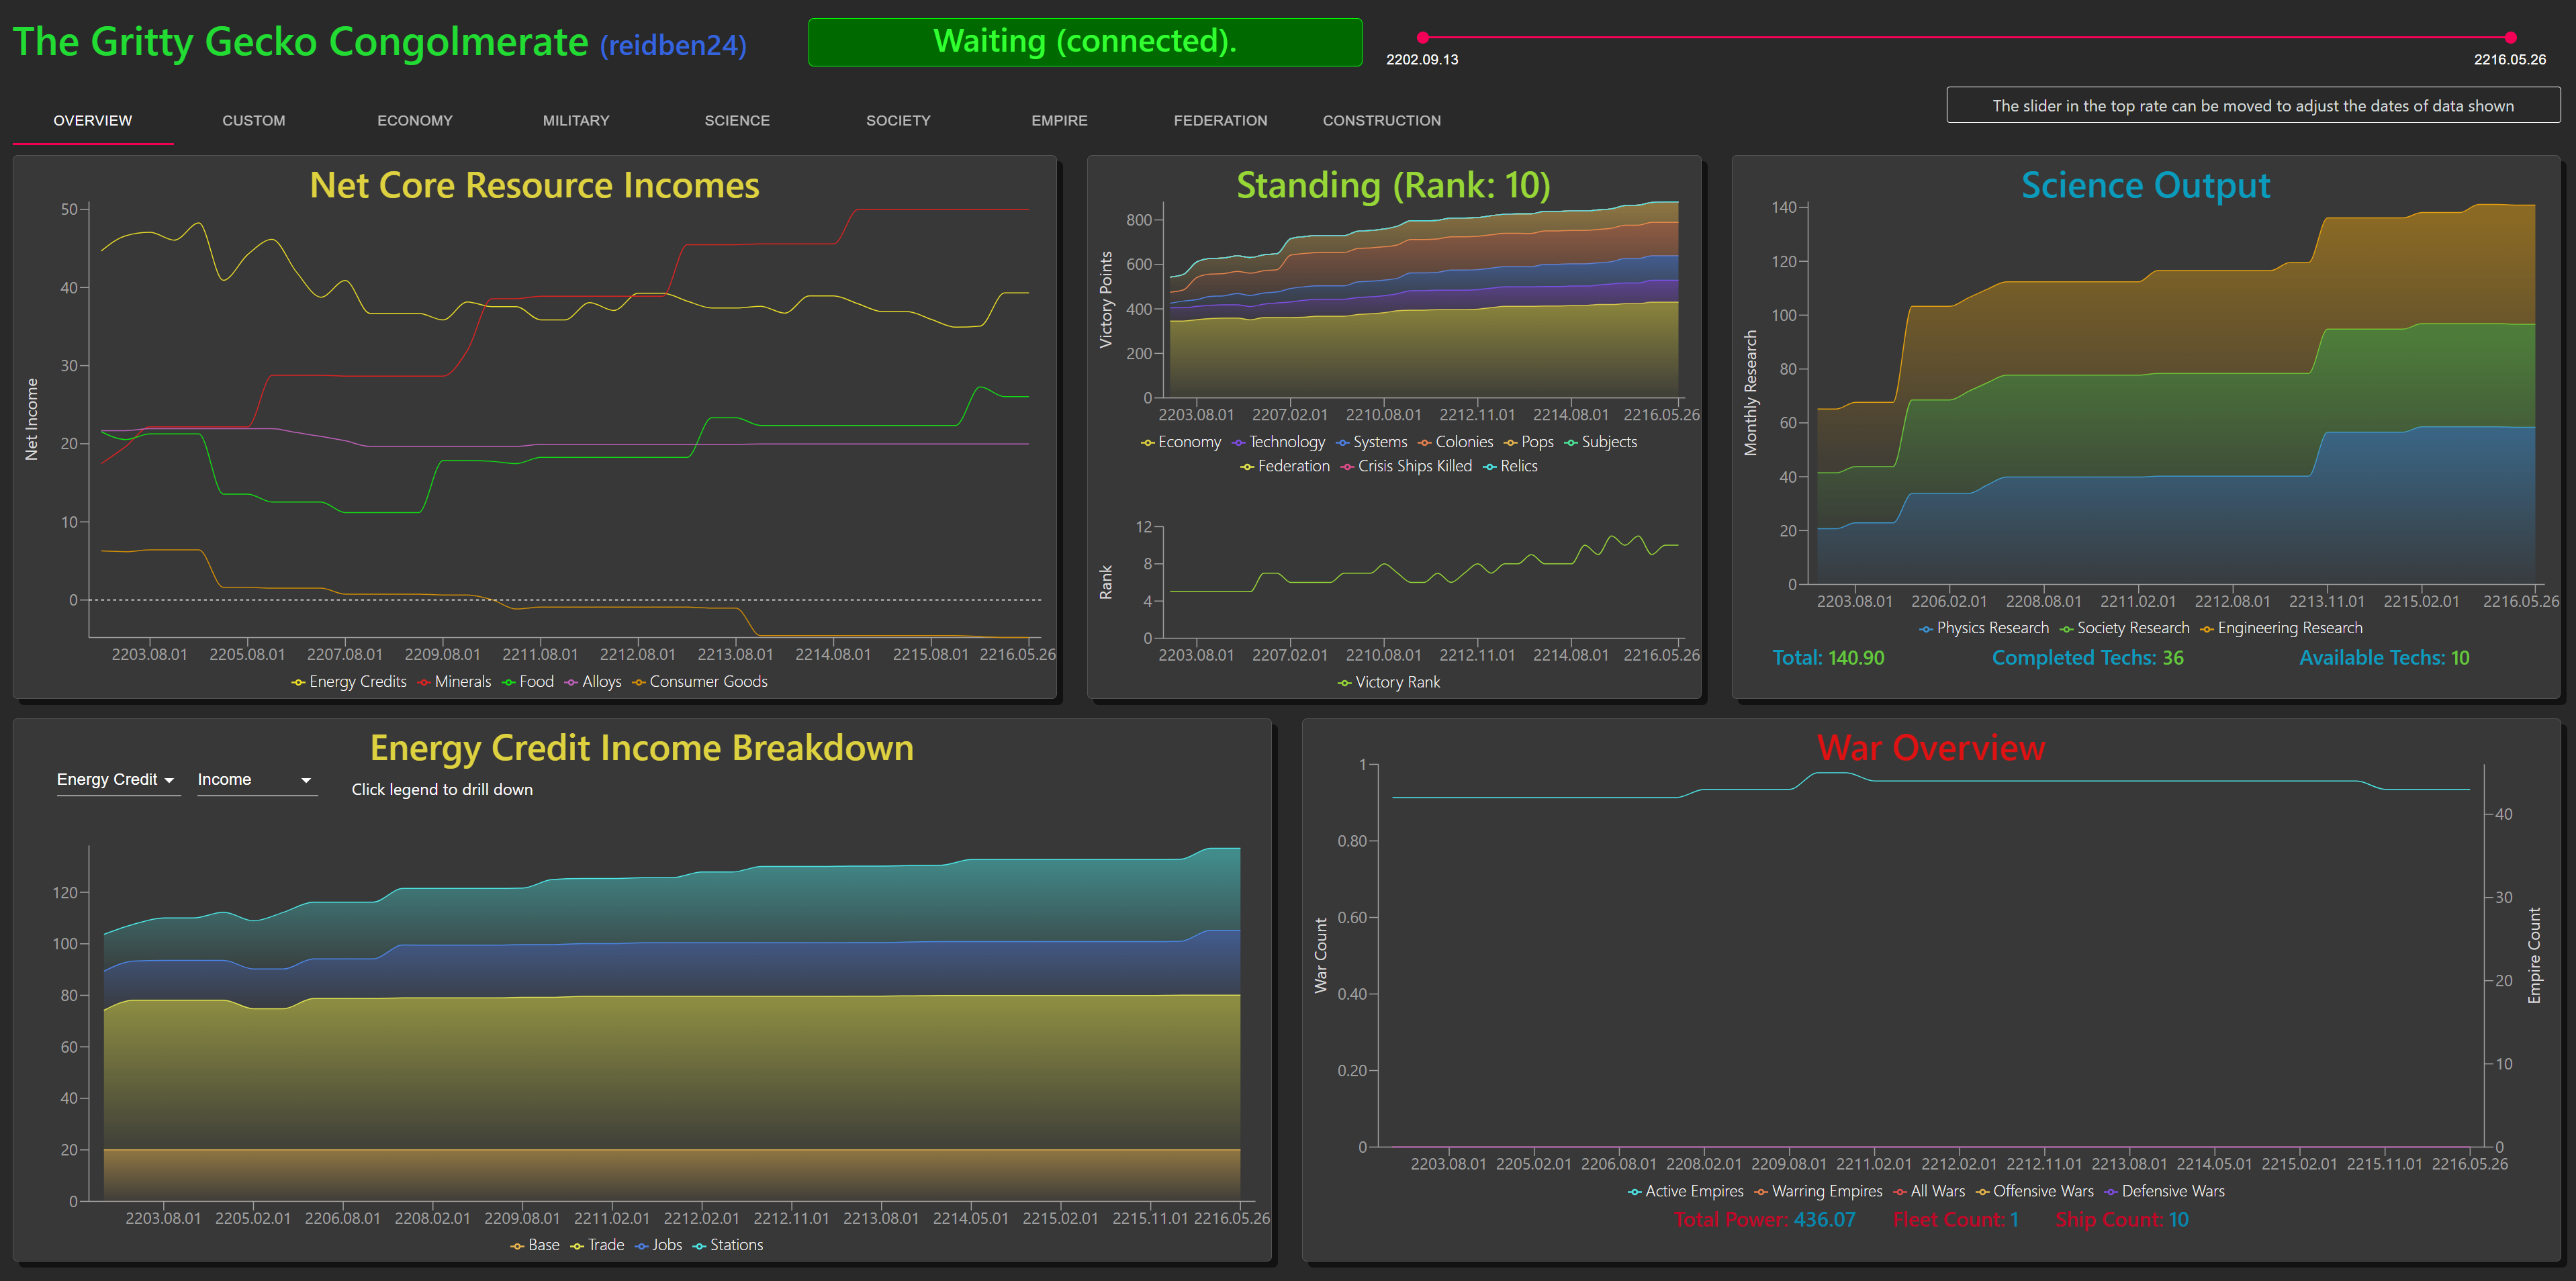 The Gritty Gecko Congolmerate (reidben24)
Waiting (connected).
2202.09.13
2216.05.26
The slider in the top rate can be moved to adjust the dates of data shown
OVERVIEW CUSTOM ECONOMY MILITARY SCIENCE SOCIETY EMPIRE FEDERATION CONSTRUCTION
Net Core Resource Incomes
50
40
30
20
10
0
Net Income
2203.08.01 2205.08.01 2207.08.01 2209.08.01 2211.08.01 2212.08.01 2213.08.01 2214.08.01 2215.08.01 2216.05.26
Energy Credits Minerals Food Alloys Consumer Goods
Standing (Rank: 10)
800
600
400
200
0
Victory Points
2203.08.01 2207.02.01 2210.08.01 2212.11.01 2214.08.01 2216.05.26
Economy Technology Systems Colonies Pops Subjects
Federation Crisis Ships Killed Relics
12
8
4
0
Rank
2203.08.01 2207.02.01 2210.08.01 2212.11.01 2214.08.01 2216.05.26
Victory Rank
Science Output
140
120
100
80
60
40
20
0
Monthly Research
2203.08.01 2206.02.01 2208.08.01 2211.02.01 2212.08.01 2213.11.01 2215.02.01 2216.05.26
Physics Research Society Research Engineering Research
Total: 140.90 Completed Techs: 36 Available Techs: 10
Energy Credit Income Breakdown
Energy Credit Income Click legend to drill down
120
100
80
60
40
20
0
2203.08.01 2205.02.01 2206.08.01 2208.02.01 2209.08.01 2211.02.01 2212.02.01 2212.11.01 2213.08.01 2214.05.01 2215.02.01 2215.11.01 2216.05.26
Base Trade Jobs Stations
War Overview
1
0.80
0.60
0.40
0.20
0
War Count
40
30
20
10
0
Empire Count
2203.08.01 2205.02.01 2206.08.01 2208.02.01 2209.08.01 2211.02.01 2212.02.01 2212.11.01 2213.08.01 2214.05.01 2215.02.01 2215.11.01 2216.05.26
Active Empires Warring Empires All Wars Offensive Wars Defensive Wars
Total Power: 436.07 Fleet Count: 1 Ship Count: 10